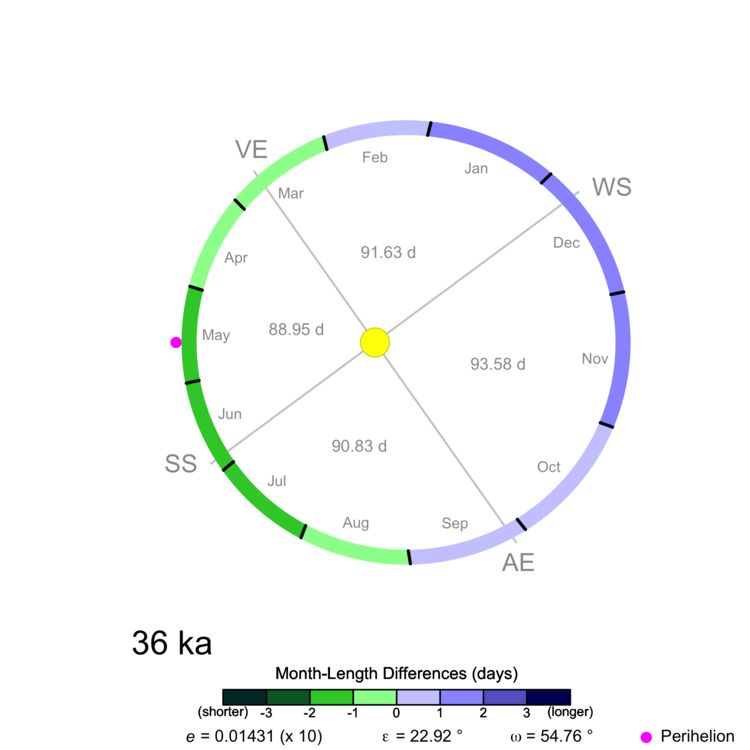 VE
Feb
Jan
WS
Mar
Dec
91.63 d
Apr
88.95 d
May
93.58 d
Nov
Jun
90.83 d
SS
Jul
Oct
Aug
Sep
AE
36 ka
Month-Length Differences (days)
(shorter) -3 -2 -1 0 1 2 3 (longer)
e = 0.01431 (x 10) ε = 22.92 ° ω = 54.76 ° Perihelion